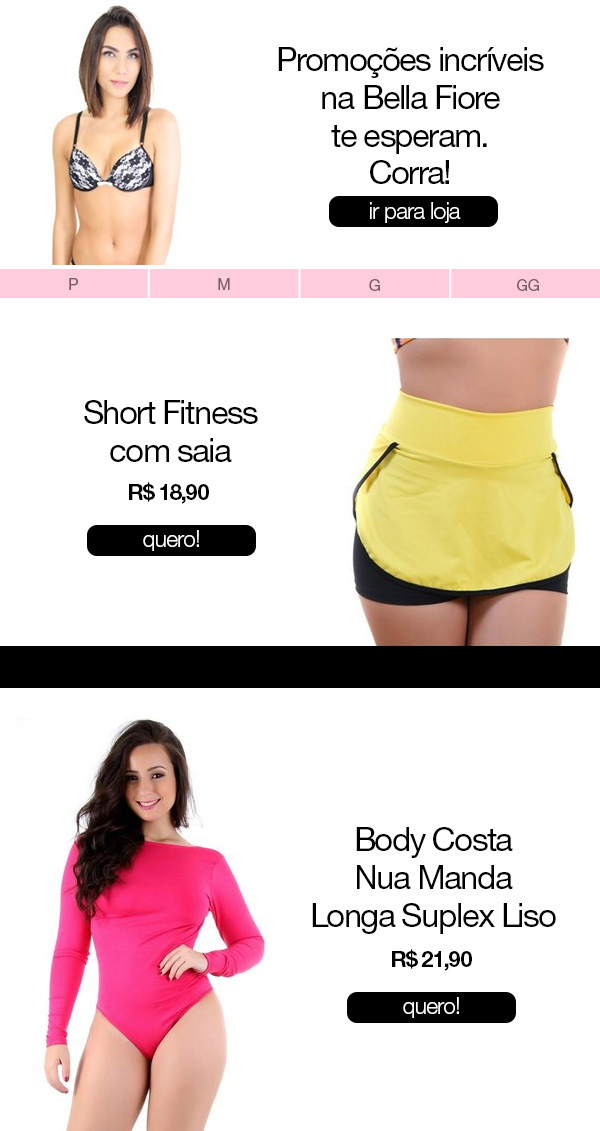 Promoções incríveis
na Bella Fiore
te esperam.
Corra!
ir para loja
P M G GG
Short Fitness
com saia
R$ 18,90
quero!
Body Costa
Nua Manda
Longa Suplex Liso
R$ 21,90
quero!